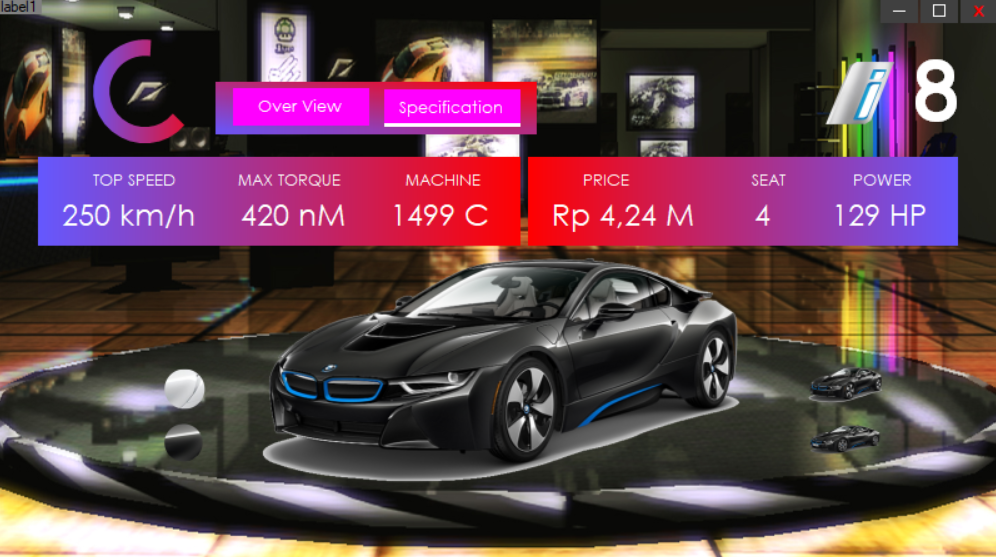 label1
X
i 8
Over View
Specification
TOP SPEED
MAX TORQUE
MACHINE
PRICE
SEAT
POWER
250 km/h
420 nM
1499 C
Rp 4,24 M
4
129 HP